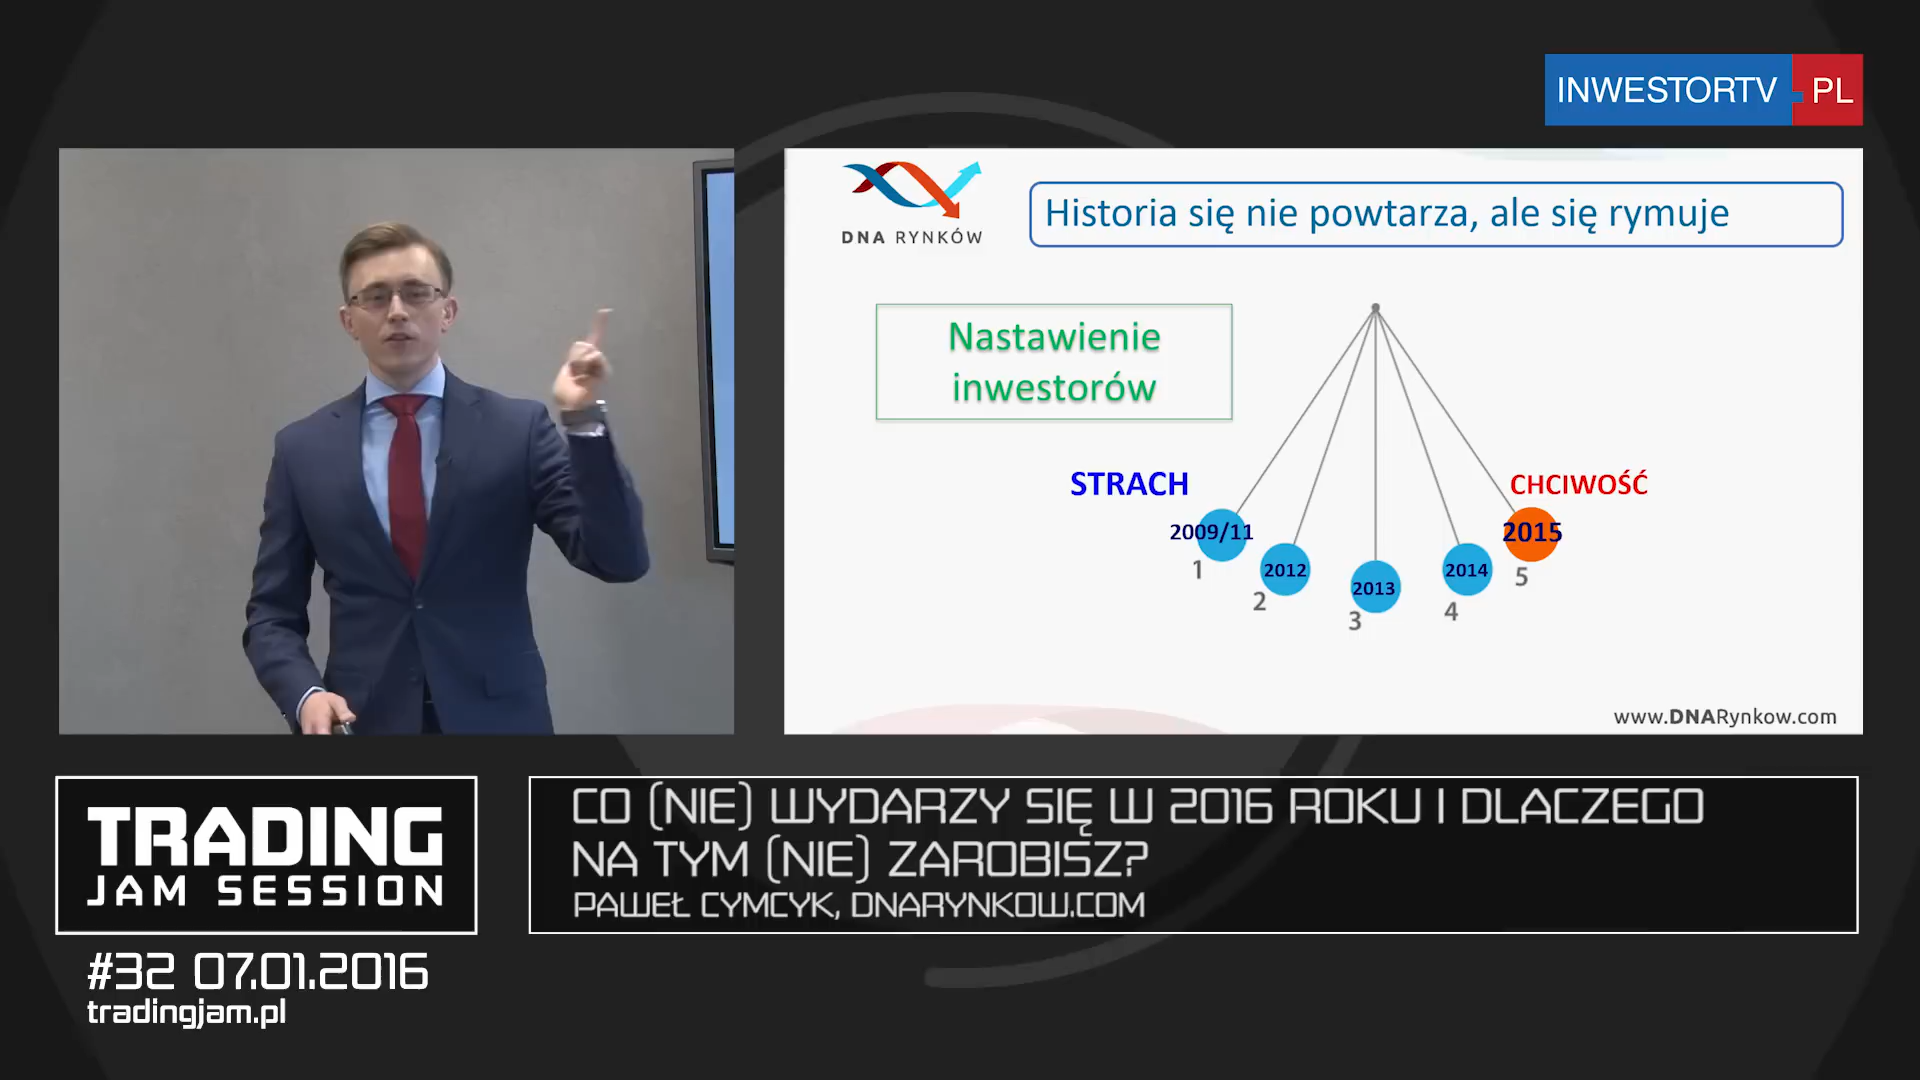 INWESTORTV.PL
DNA RYNKÓW
Historia się nie powtarza, ale się rymuje
Nastawienie
inwestorów
STRACH
CHCIWOŚĆ
2009/11
2012
2013
2014
2015
1
2
3
4
5
www.DNARynkow.com
TRADING
JAM SESSION
#32 07.01.2016
tradingjam.pl
CO (NIE) WYDARZY SIĘ W 2016 ROKU I DLACZEGO
NA TYM (NIE) ZAROBISZ?
PAWEŁ CYMCYK, DNARYNKOW.COM